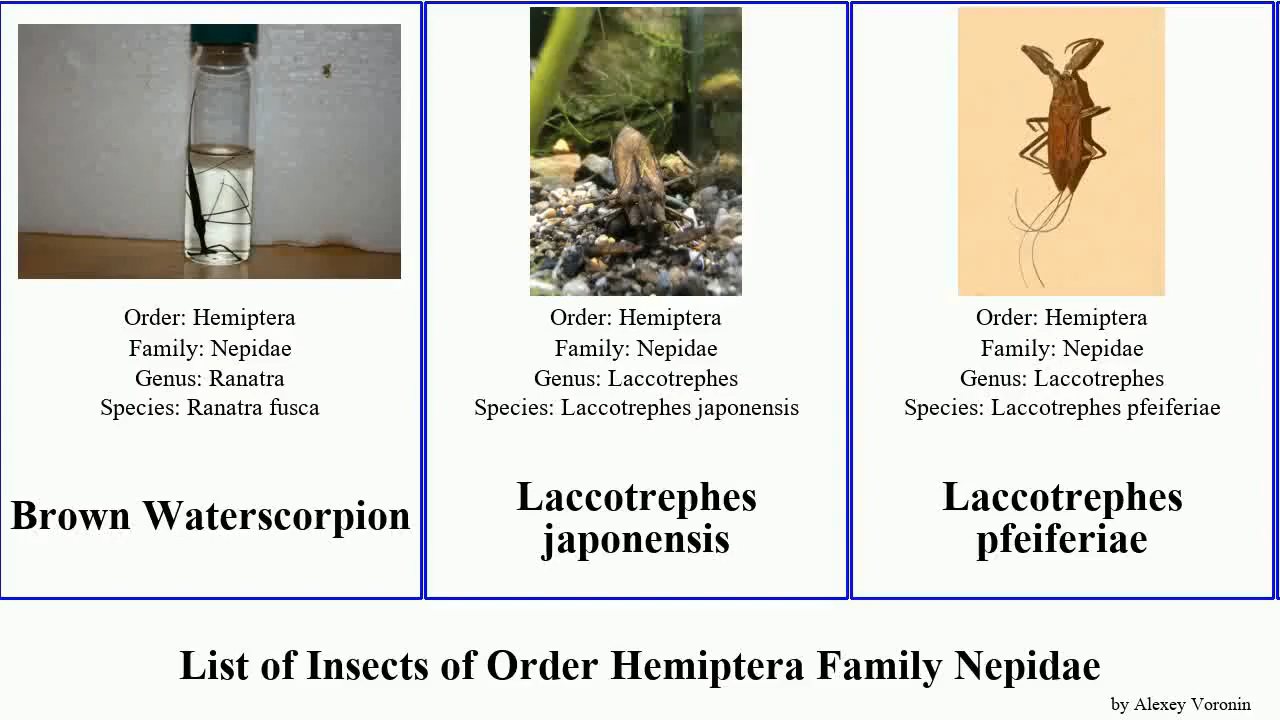 Order: Hemiptera
Family: Nepidae
Genus: Ranatra
Species: Ranatra fusca
Brown Waterscorpion
Order: Hemiptera
Family: Nepidae
Genus: Laccotrephes
Species: Laccotrephes japonensis
Laccotrephes
japonensis
Order: Hemiptera
Family: Nepidae
Genus: Laccotrephes
Species: Laccotrephes pfeiferiae
Laccotrephes
pfeiferiae
List of Insects of Order Hemiptera Family Nepidae
by Alexey Voronin